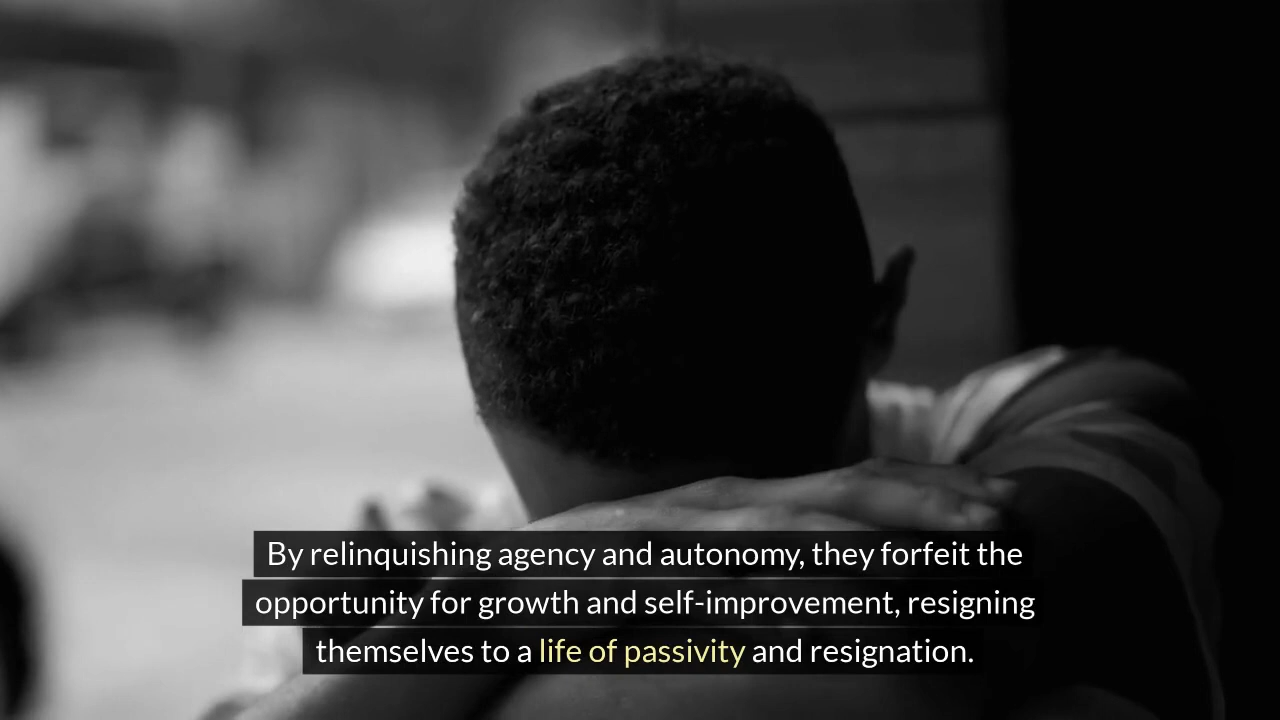 By relinquishing agency and autonomy, they forfeit the
opportunity for growth and self-improvement, resigning
themselves to a life of passivity and resignation.